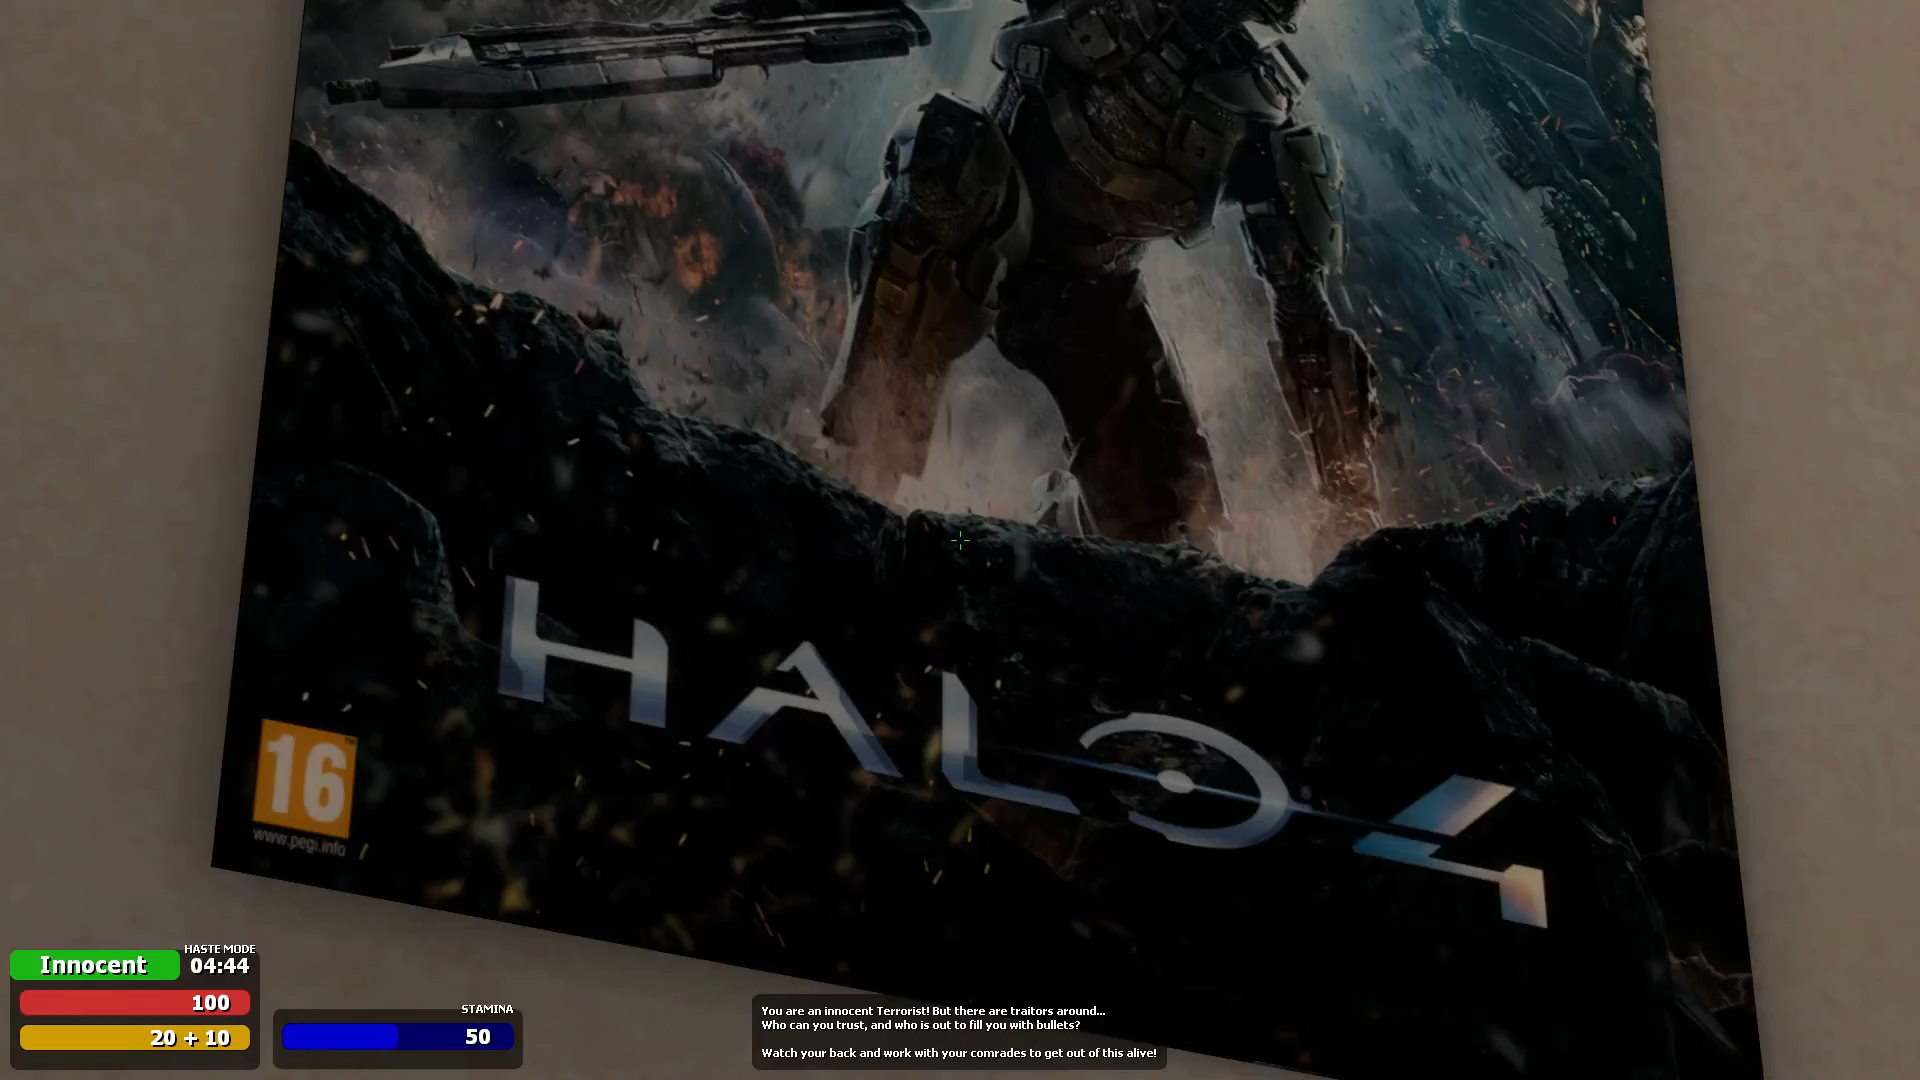 HALO 4
16
www.pegi.info
HASTE MODE
Innocent 04:44
100
20 + 10
STAMINA
50
You are an innocent Terrorist! But there are traitors around...
Who can you trust, and who is out to fill you with bullets?
Watch your back and work with your comrades to get out of this alive!